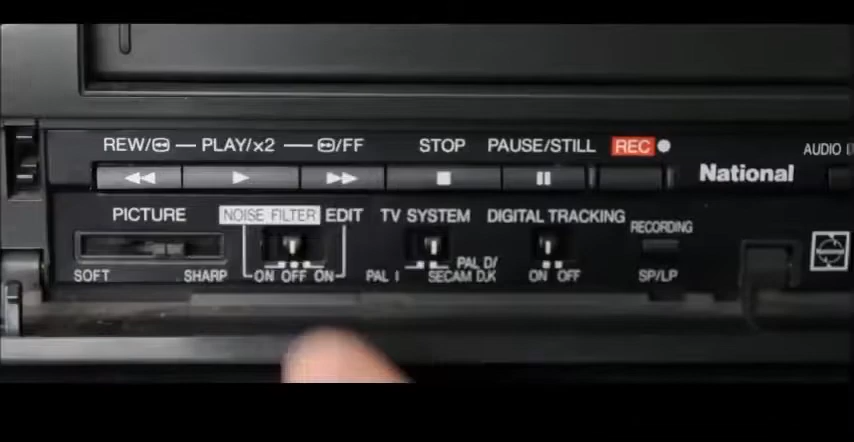 REW/ — PLAY/x2 — /FF STOP PAUSE/STILL REC
National
AUDIO
PICTURE NOISE FILTER EDIT TV SYSTEM DIGITAL TRACKING
RECORDING
SOFT SHARP ON OFF ON PAL I PAL D/
SECAM D,K ON OFF SP/LP